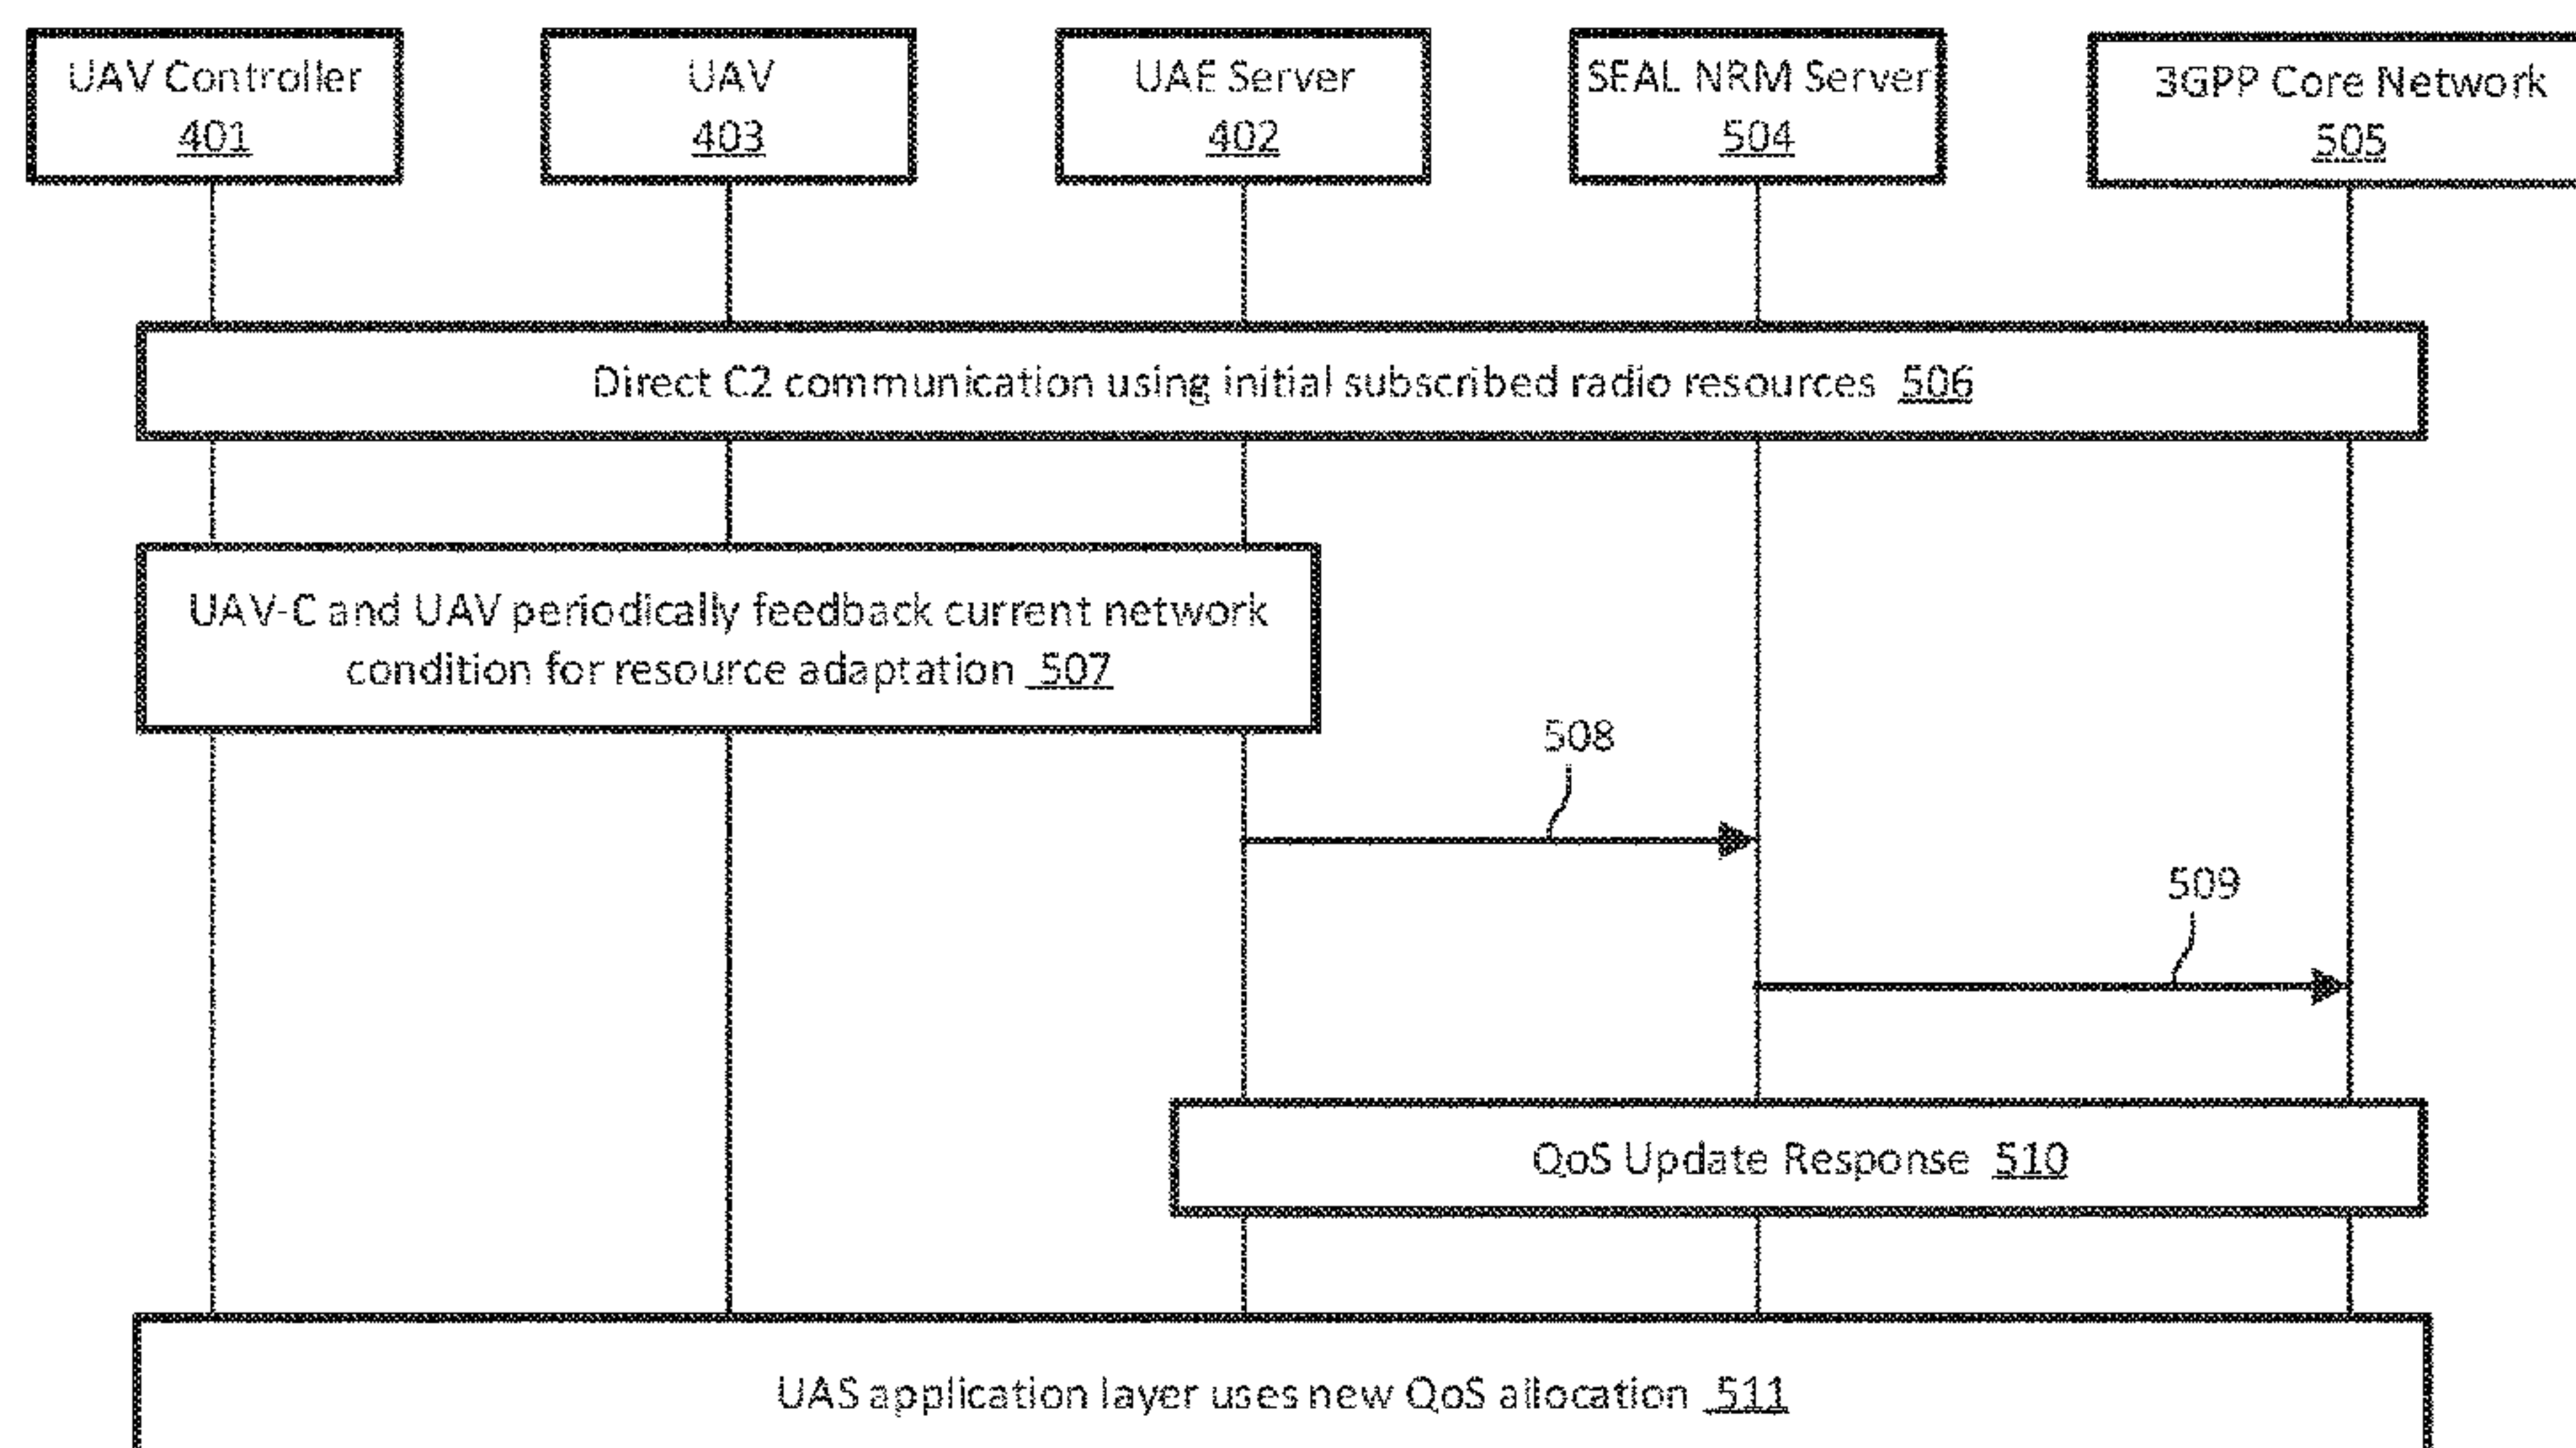 UAV Controller
401
UAV
403
UAE Server
402
SEAL NRM Server
504
3GPP Core Network
505
Direct C2 communication using initial subscribed radio resources 506
UAV-C and UAV periodically feedback current network
condition for resource adaptation 507
508
509
QoS Update Response 510
UAS application layer uses new QoS allocation 511